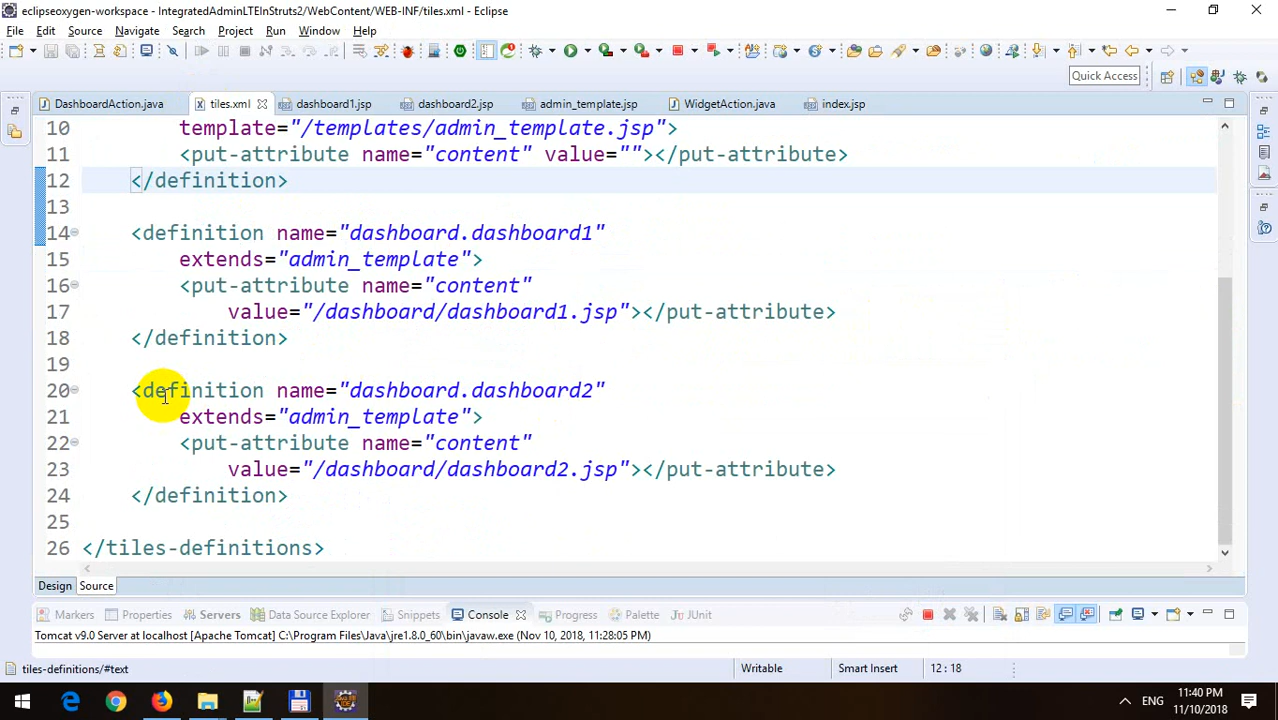 eclipseoxygen-workspace - IntegratedAdminLTEInStruts2/WebContent/WEB-INF/tiles.xml - Eclipse
File Edit Source Navigate Search Project Run Window Help
Quick Access
DashboardAction.java tiles.xml dashboard1.jsp dashboard2.jsp admin_template.jsp WidgetAction.java index.jsp
10 template="/templates/admin_template.jsp">
11 <put-attribute name="content" value=""></put-attribute>
12 </definition>
13
14 <definition name="dashboard.dashboard1"
15 extends="admin_template">
16 <put-attribute name="content"
17 value="/dashboard/dashboard1.jsp"></put-attribute>
18 </definition>
19
20 <definition name="dashboard.dashboard2"
21 extends="admin_template">
22 <put-attribute name="content"
23 value="/dashboard/dashboard2.jsp"></put-attribute>
24 </definition>
25
26 </tiles-definitions>
Design Source
Markers Properties Servers Data Source Explorer Snippets Console Progress Palette JUnit
Tomcat v9.0 Server at localhost [Apache Tomcat] C:\Program Files\Java\jre1.8.0_60\bin\javaw.exe (Nov 10, 2018, 11:28:05 PM)
tiles-definitions/#text Writable Smart Insert 12 : 18
ENG 11:40 PM
11/10/2018